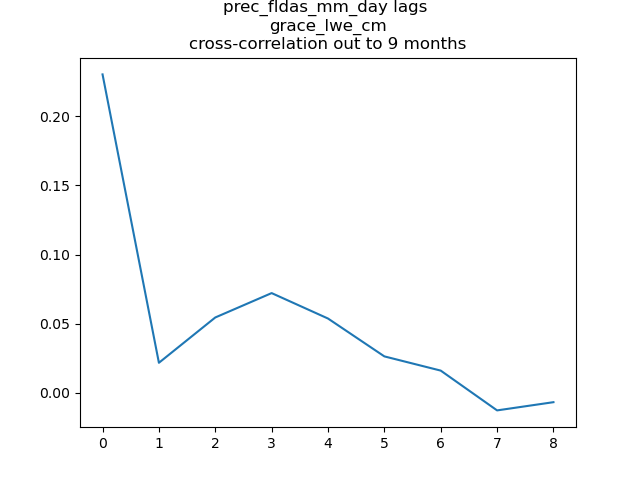 prec_fldas_mm_day lags
grace_lwe_cm
cross-correlation out to 9 months
0.20
0.15
0.10
0.05
0.00
0 1 2 3 4 5 6 7 8